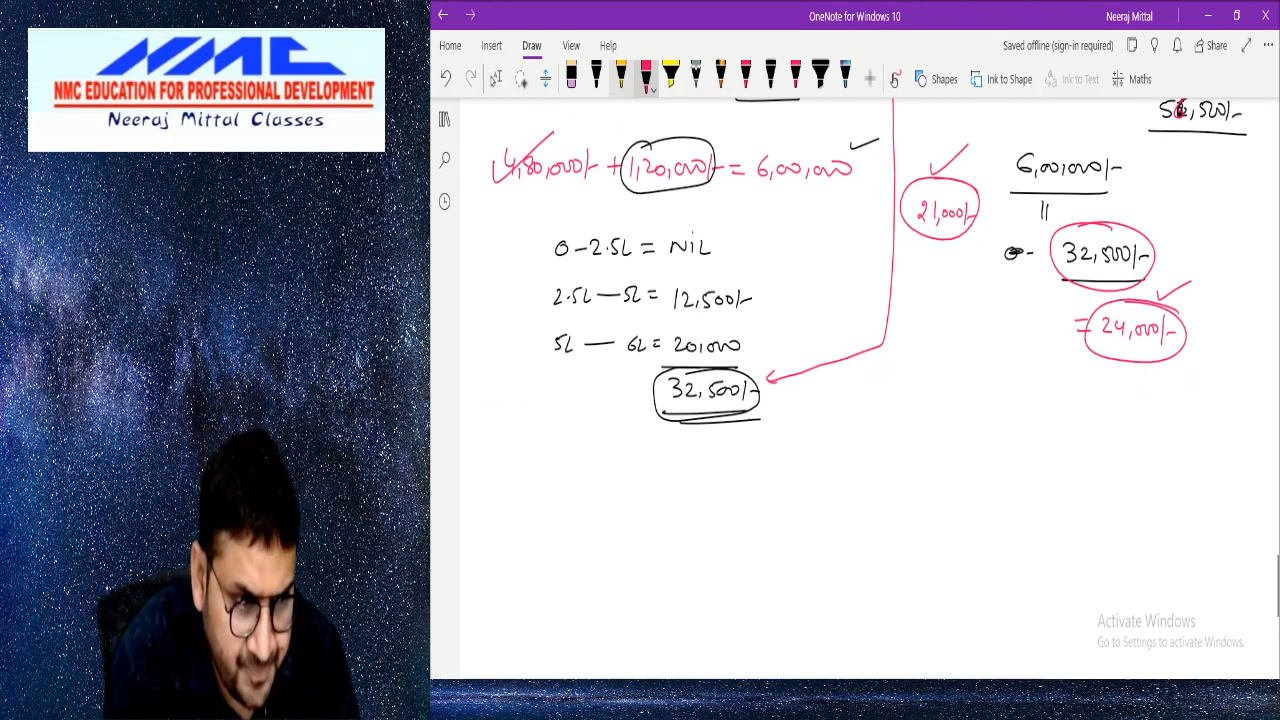 NMC
NMC EDUCATION FOR PROFESSIONAL DEVELOPMENT
Neeraj Mittal Classes
OneNote for Windows 10
Neeraj Mittal
Home Insert Draw View Help
Saved offline (sign-in required)
Share
Shapes Ink to Shape Ink to Text Maths
,500/-
4,80,000/- + 1,20,000/- = 6,00,000
6,00,000/-
11
21,000/-
0-2.5L = NiL
32,500/-
2.5L — 5L = 12,500/-
= 24,000/-
5L — 6L = 20,000
32,500/-
Activate Windows
Go to Settings to activate Windows.